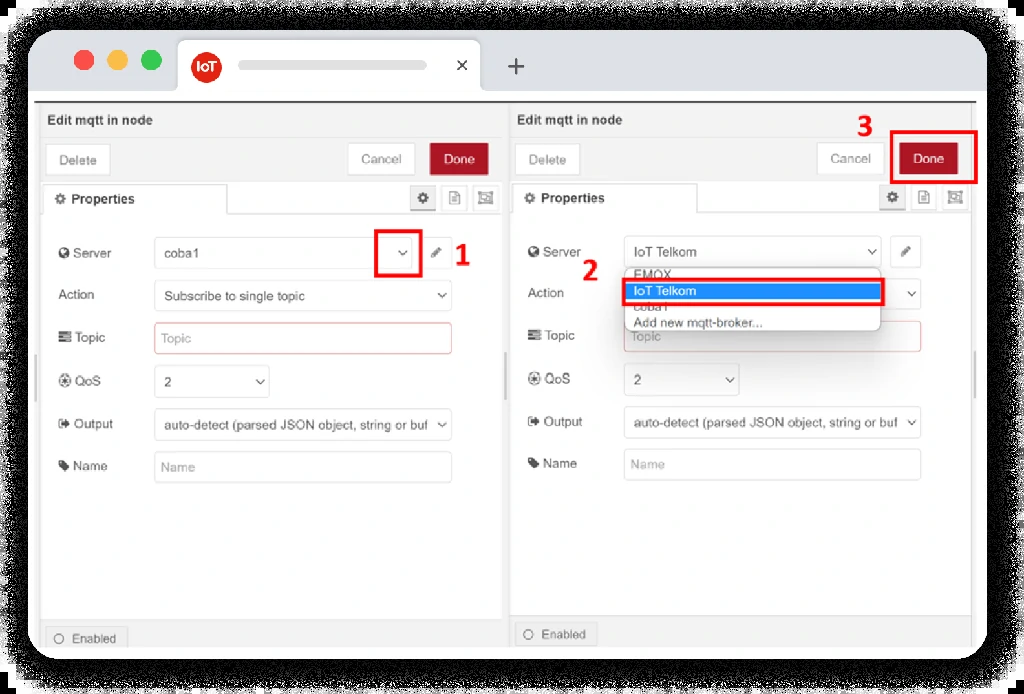 IoT
Edit mqtt in node
Delete
Cancel
Done
Properties
Server
coba1
1
Action
Subscribe to single topic
Topic
Topic
QoS
2
Output
auto-detect (parsed JSON object, string or buf
Name
Name
Enabled
Edit mqtt in node
3
Delete
Cancel
Done
Properties
Server
IoT Telkom
2
EMQX
Action
IoT Telkom
coba1
Add new mqtt-broker...
Topic
Topic
QoS
2
Output
auto-detect (parsed JSON object, string or buf
Name
Name
Enabled